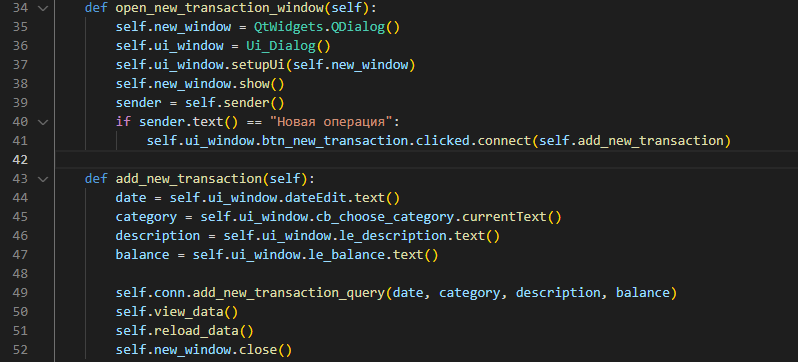 34 def open_new_transaction_window(self):
35 self.new_window = QtWidgets.QDialog()
36 self.ui_window = Ui_Dialog()
37 self.ui_window.setupUi(self.new_window)
38 self.new_window.show()
39 sender = self.sender()
40 if sender.text() == "Новая операция":
41 self.ui_window.btn_new_transaction.clicked.connect(self.add_new_transaction)
42
43 def add_new_transaction(self):
44 date = self.ui_window.dateEdit.text()
45 category = self.ui_window.cb_choose_category.currentText()
46 description = self.ui_window.le_description.text()
47 balance = self.ui_window.le_balance.text()
48
49 self.conn.add_new_transaction_query(date, category, description, balance)
50 self.view_data()
51 self.reload_data()
52 self.new_window.close()